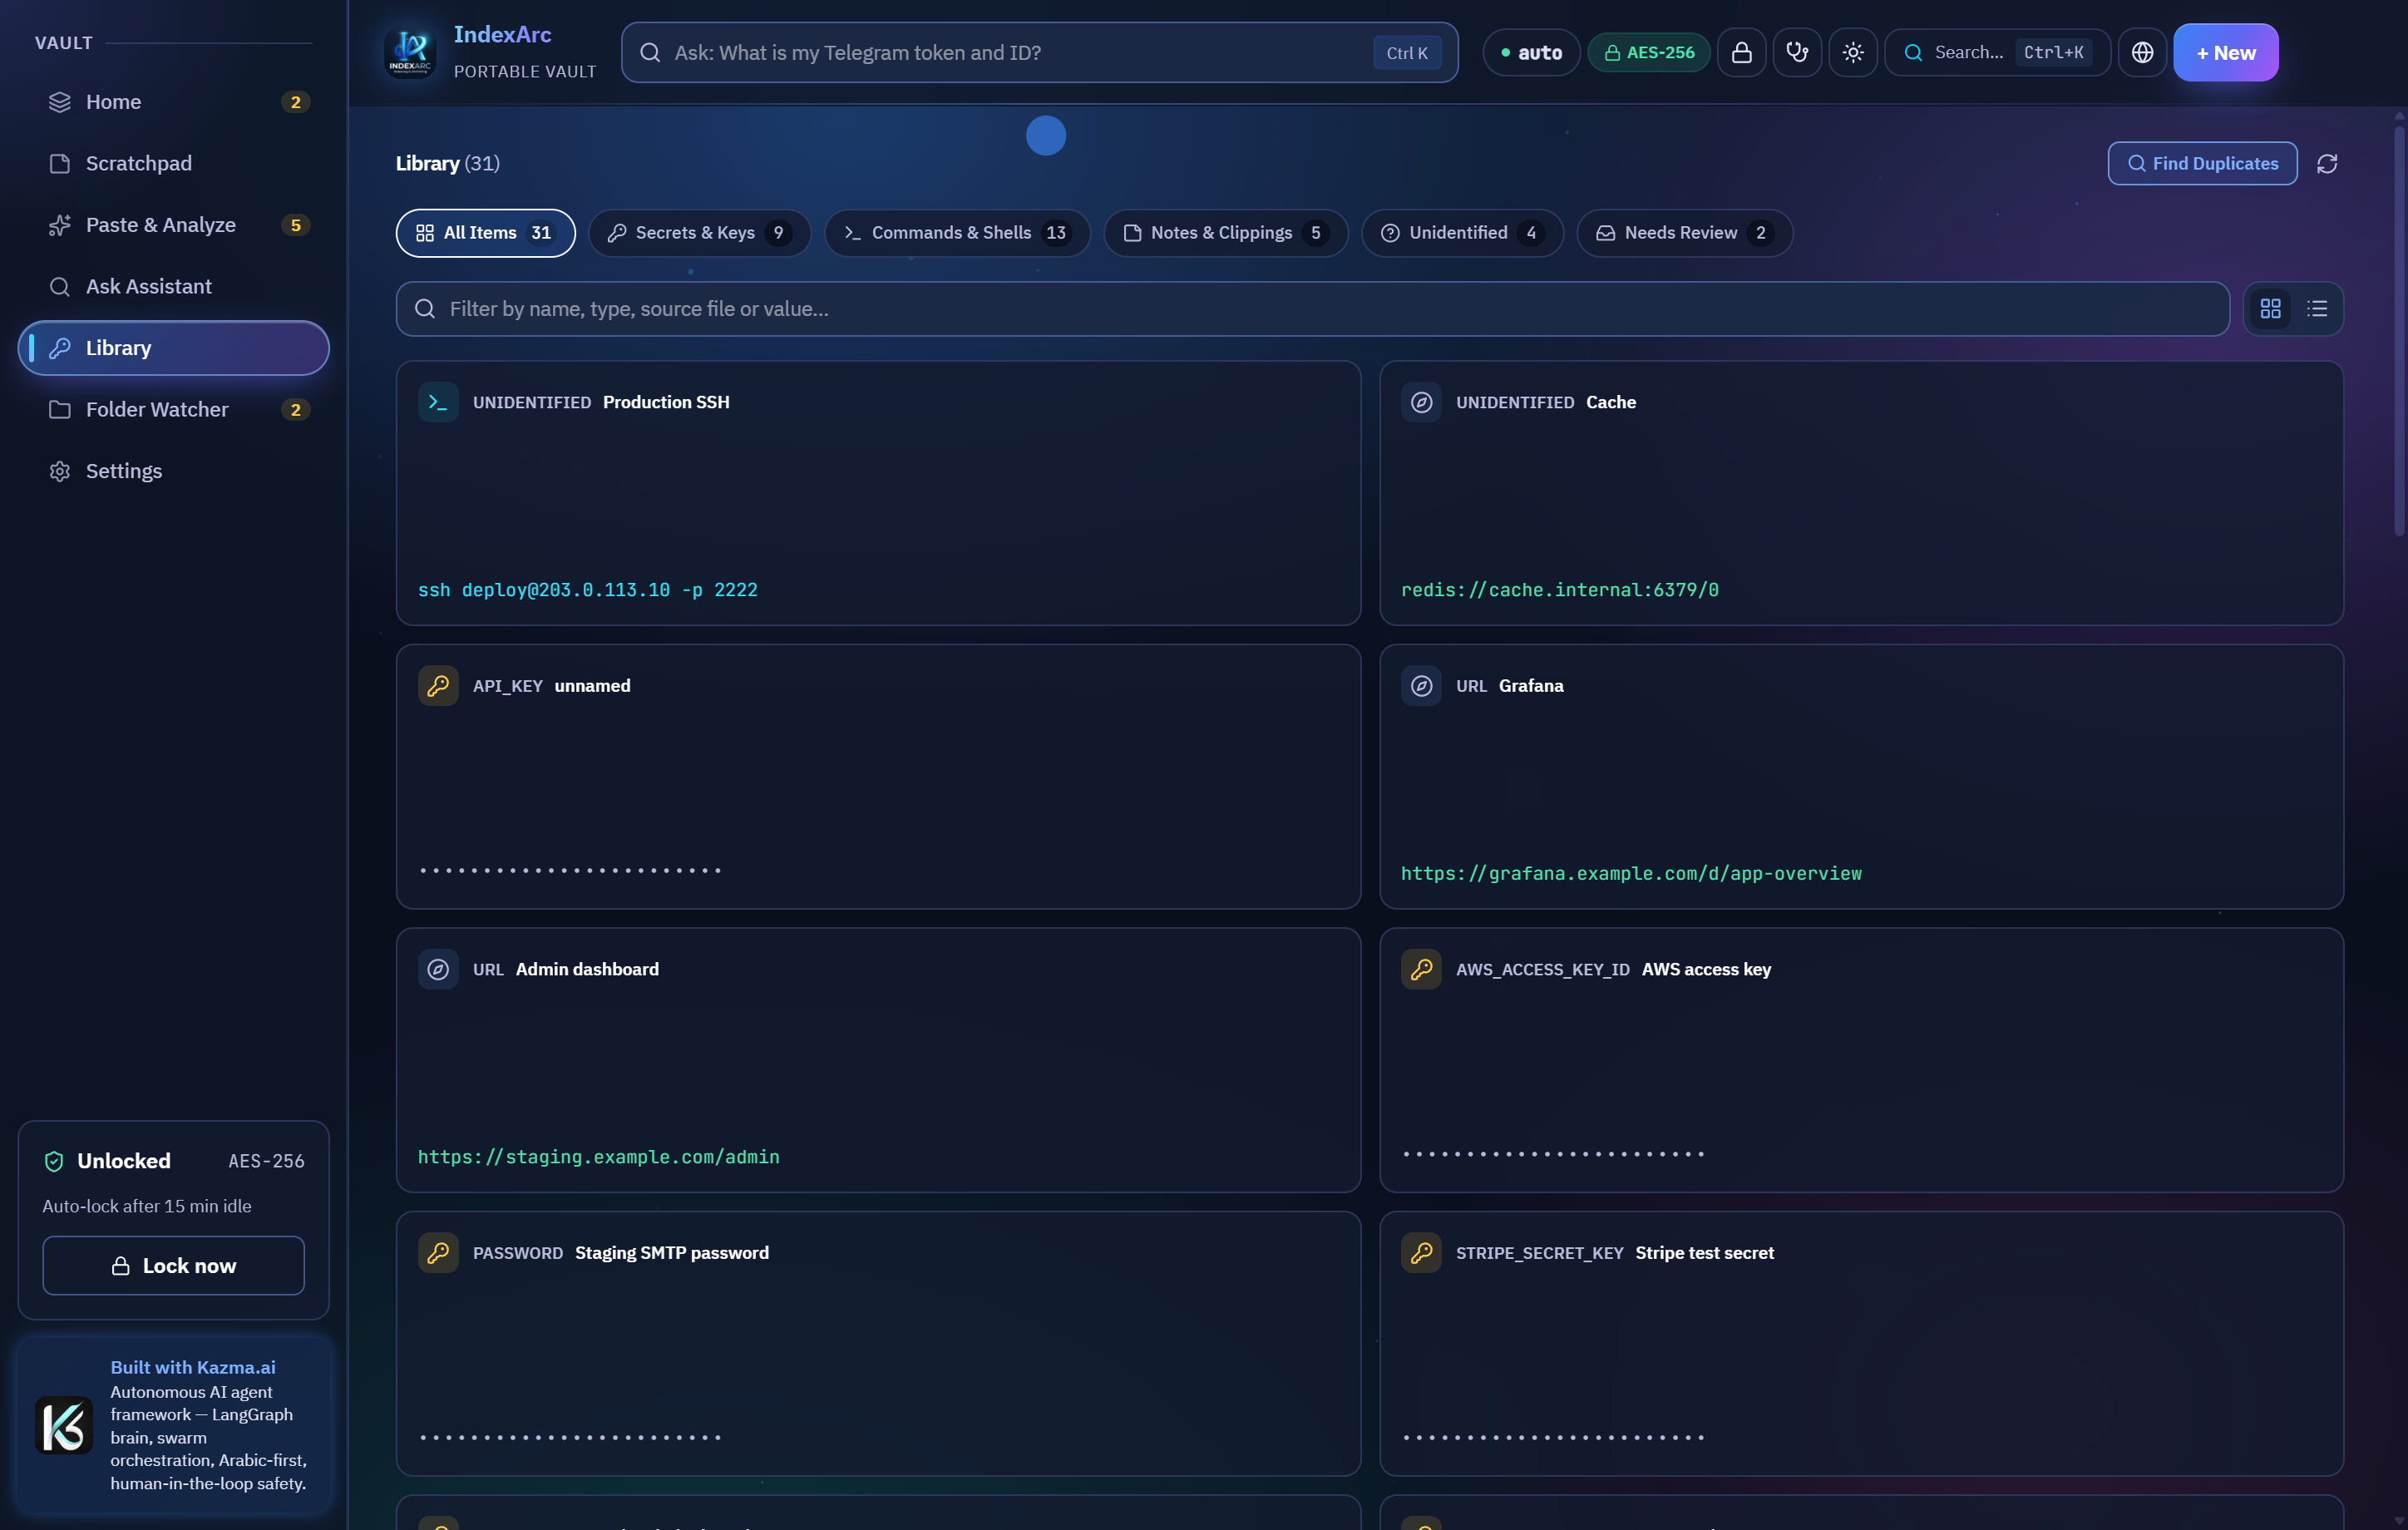 VAULT
Home 2
Scratchpad
Paste & Analyze 5
Ask Assistant
Library
Folder Watcher 2
Settings
Unlocked AES-256
Auto-lock after 15 min idle
Lock now
Built with Kazma.ai
Autonomous AI agent
framework — LangGraph
brain, swarm
orchestration, Arabic-first,
human-in-the-loop safety.
INDEXARC
IndexArc
PORTABLE VAULT
Ask: What is my Telegram token and ID? Ctrl K
auto
AES-256
Search... Ctrl+K
+ New
Library (31)
Find Duplicates
All Items 31
Secrets & Keys 9
Commands & Shells 13
Notes & Clippings 5
Unidentified 4
Needs Review 2
Filter by name, type, source file or value...
UNIDENTIFIED Production SSH
ssh deploy@203.0.113.10 -p 2222
UNIDENTIFIED Cache
redis://cache.internal:6379/0
API_KEY unnamed
••••••••••••••••••••••••
URL Grafana
https://grafana.example.com/d/app-overview
URL Admin dashboard
https://staging.example.com/admin
AWS_ACCESS_KEY_ID AWS access key
••••••••••••••••••••••••
PASSWORD Staging SMTP password
••••••••••••••••••••••••
STRIPE_SECRET_KEY Stripe test secret
••••••••••••••••••••••••